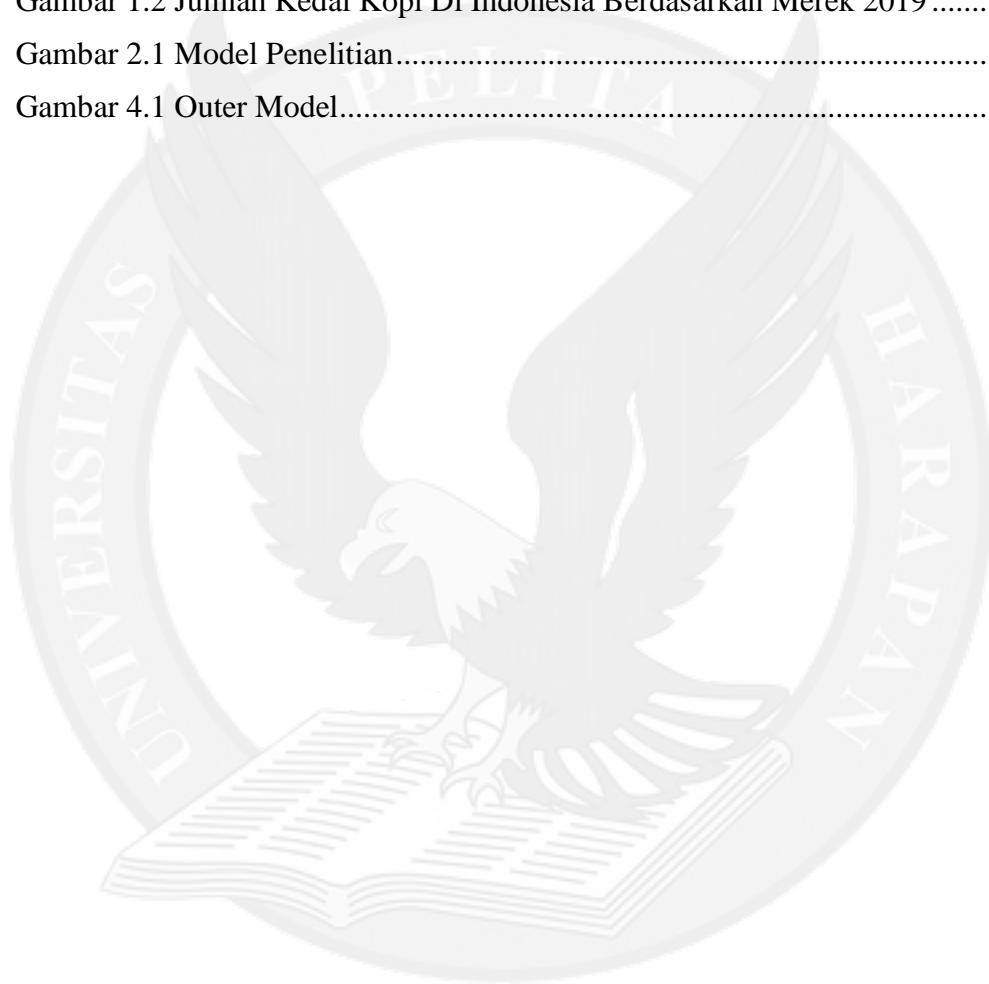 Gambar 1.2 Jumlah Kedai Kopi Di Indonesia Berdasarkan Merek 2019.......
Gambar 2.1 Model Penelitian.........................................................................
Gambar 4.1 Outer Model................................................................................
UNIVERSITAS PELITA HARAPAN